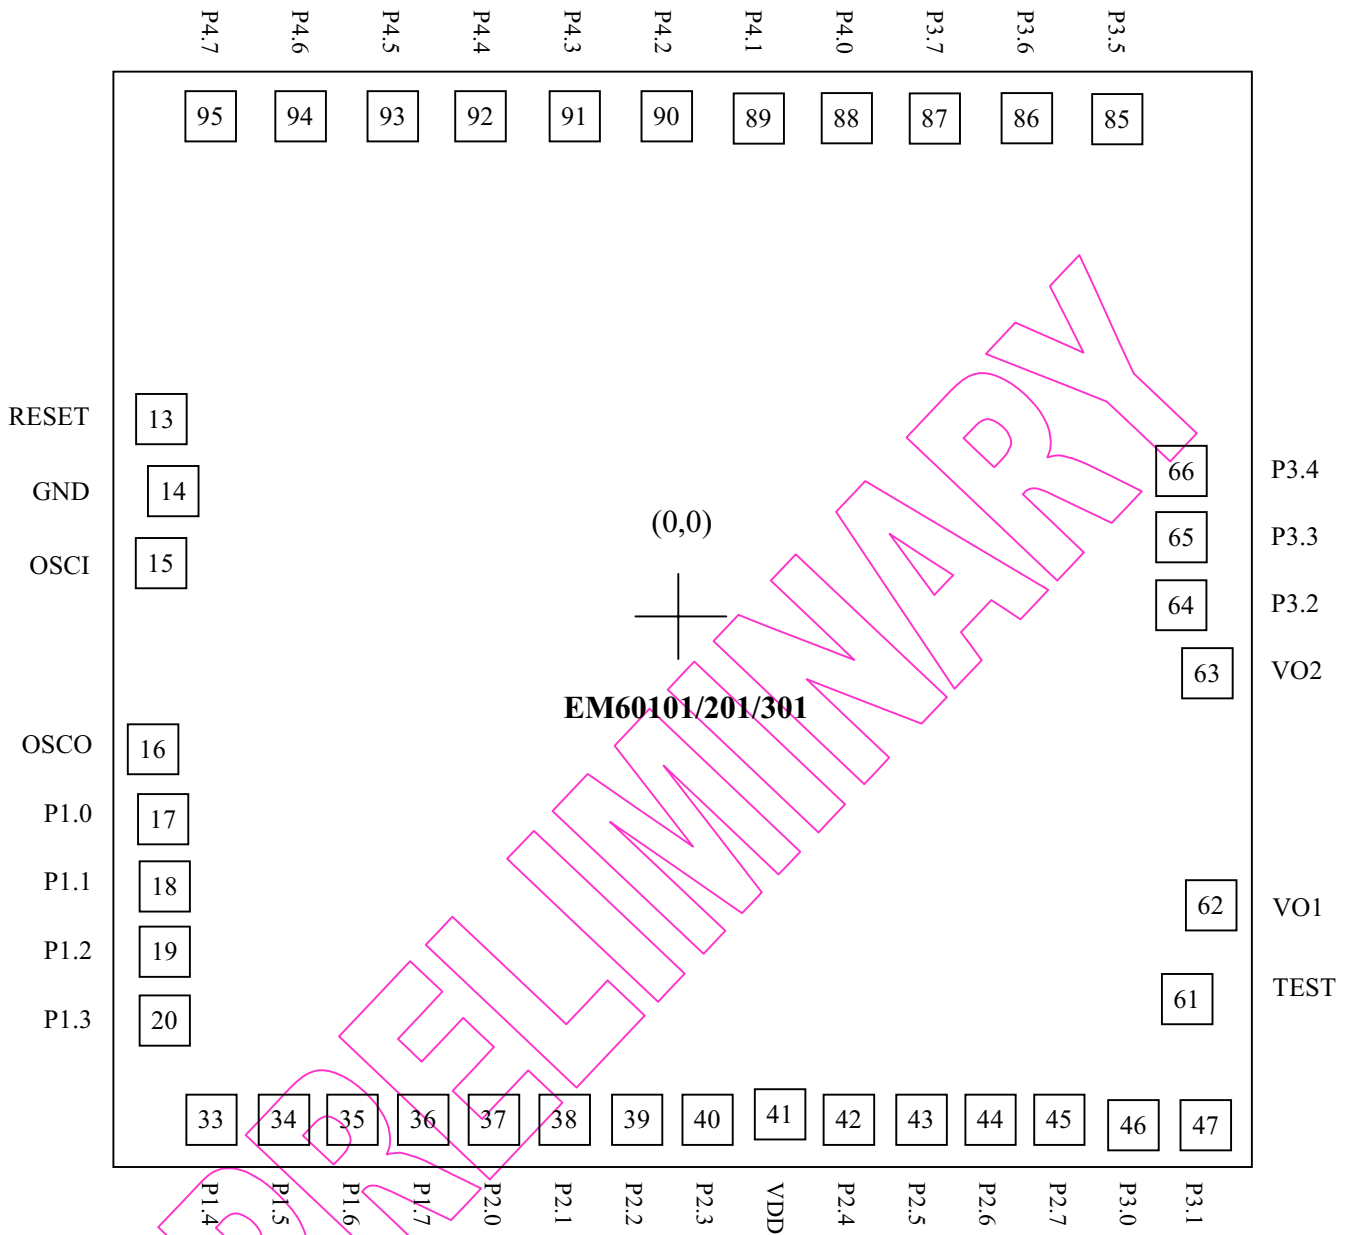 P4.7 P4.6 P4.5 P4.4 P4.3 P4.2 P4.1 P4.0 P3.7 P3.6 P3.5
95 94 93 92 91 90 89 88 87 86 85
RESET 13
GND 14
OSCI 15
OSCO 16
P1.0 17
P1.1 18
P1.2 19
P1.3 20
(0,0)
EM60101/201/301
66 P3.4
65 P3.3
64 P3.2
63 VO2
62 VO1
61 TEST
33 34 35 36 37 38 39 40 41 42 43 44 45 46 47
P1.4 P1.5 P1.6 P1.7 P2.0 P2.1 P2.2 P2.3 VDD P2.4 P2.5 P2.6 P2.7 P3.0 P3.1
PRELIMINARY